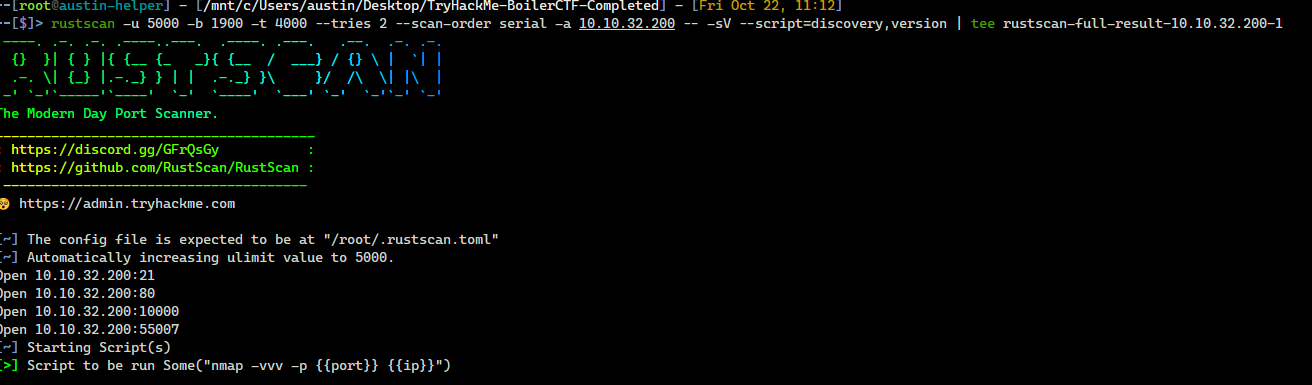 --[root@austin-helper] - [/mnt/c/Users/austin/Desktop/TryHackMe-BoilerCTF-Completed] - [Fri Oct 22, 11:12]
--[$]> rustscan -u 5000 -b 1900 -t 4000 --tries 2 --scan-order serial -a 10.10.32.200 -- -sV --script=discovery,version | tee rustscan-full-result-10.10.32.200-1
The Modern Day Port Scanner.
https://discord.gg/GFrQsGy :
https://github.com/RustScan/RustScan :
https://admin.tryhackme.com
[~] The config file is expected to be at "/root/.rustscan.toml"
[~] Automatically increasing ulimit value to 5000.
Open 10.10.32.200:21
Open 10.10.32.200:80
Open 10.10.32.200:10000
Open 10.10.32.200:55007
[~] Starting Script(s)
[>] Script to be run Some("nmap -vvv -p {{port}} {{ip}}")